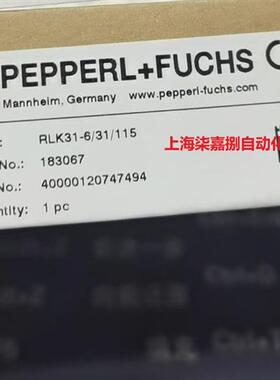 PEPPERL+FUCHS
Mannheim, Germany www.pepperl-fuchs.com
: RLK31-6/31/115
No.: 183067
No.: 40000120747494
ntity: 1 pc
上海柒嘉捌自动化